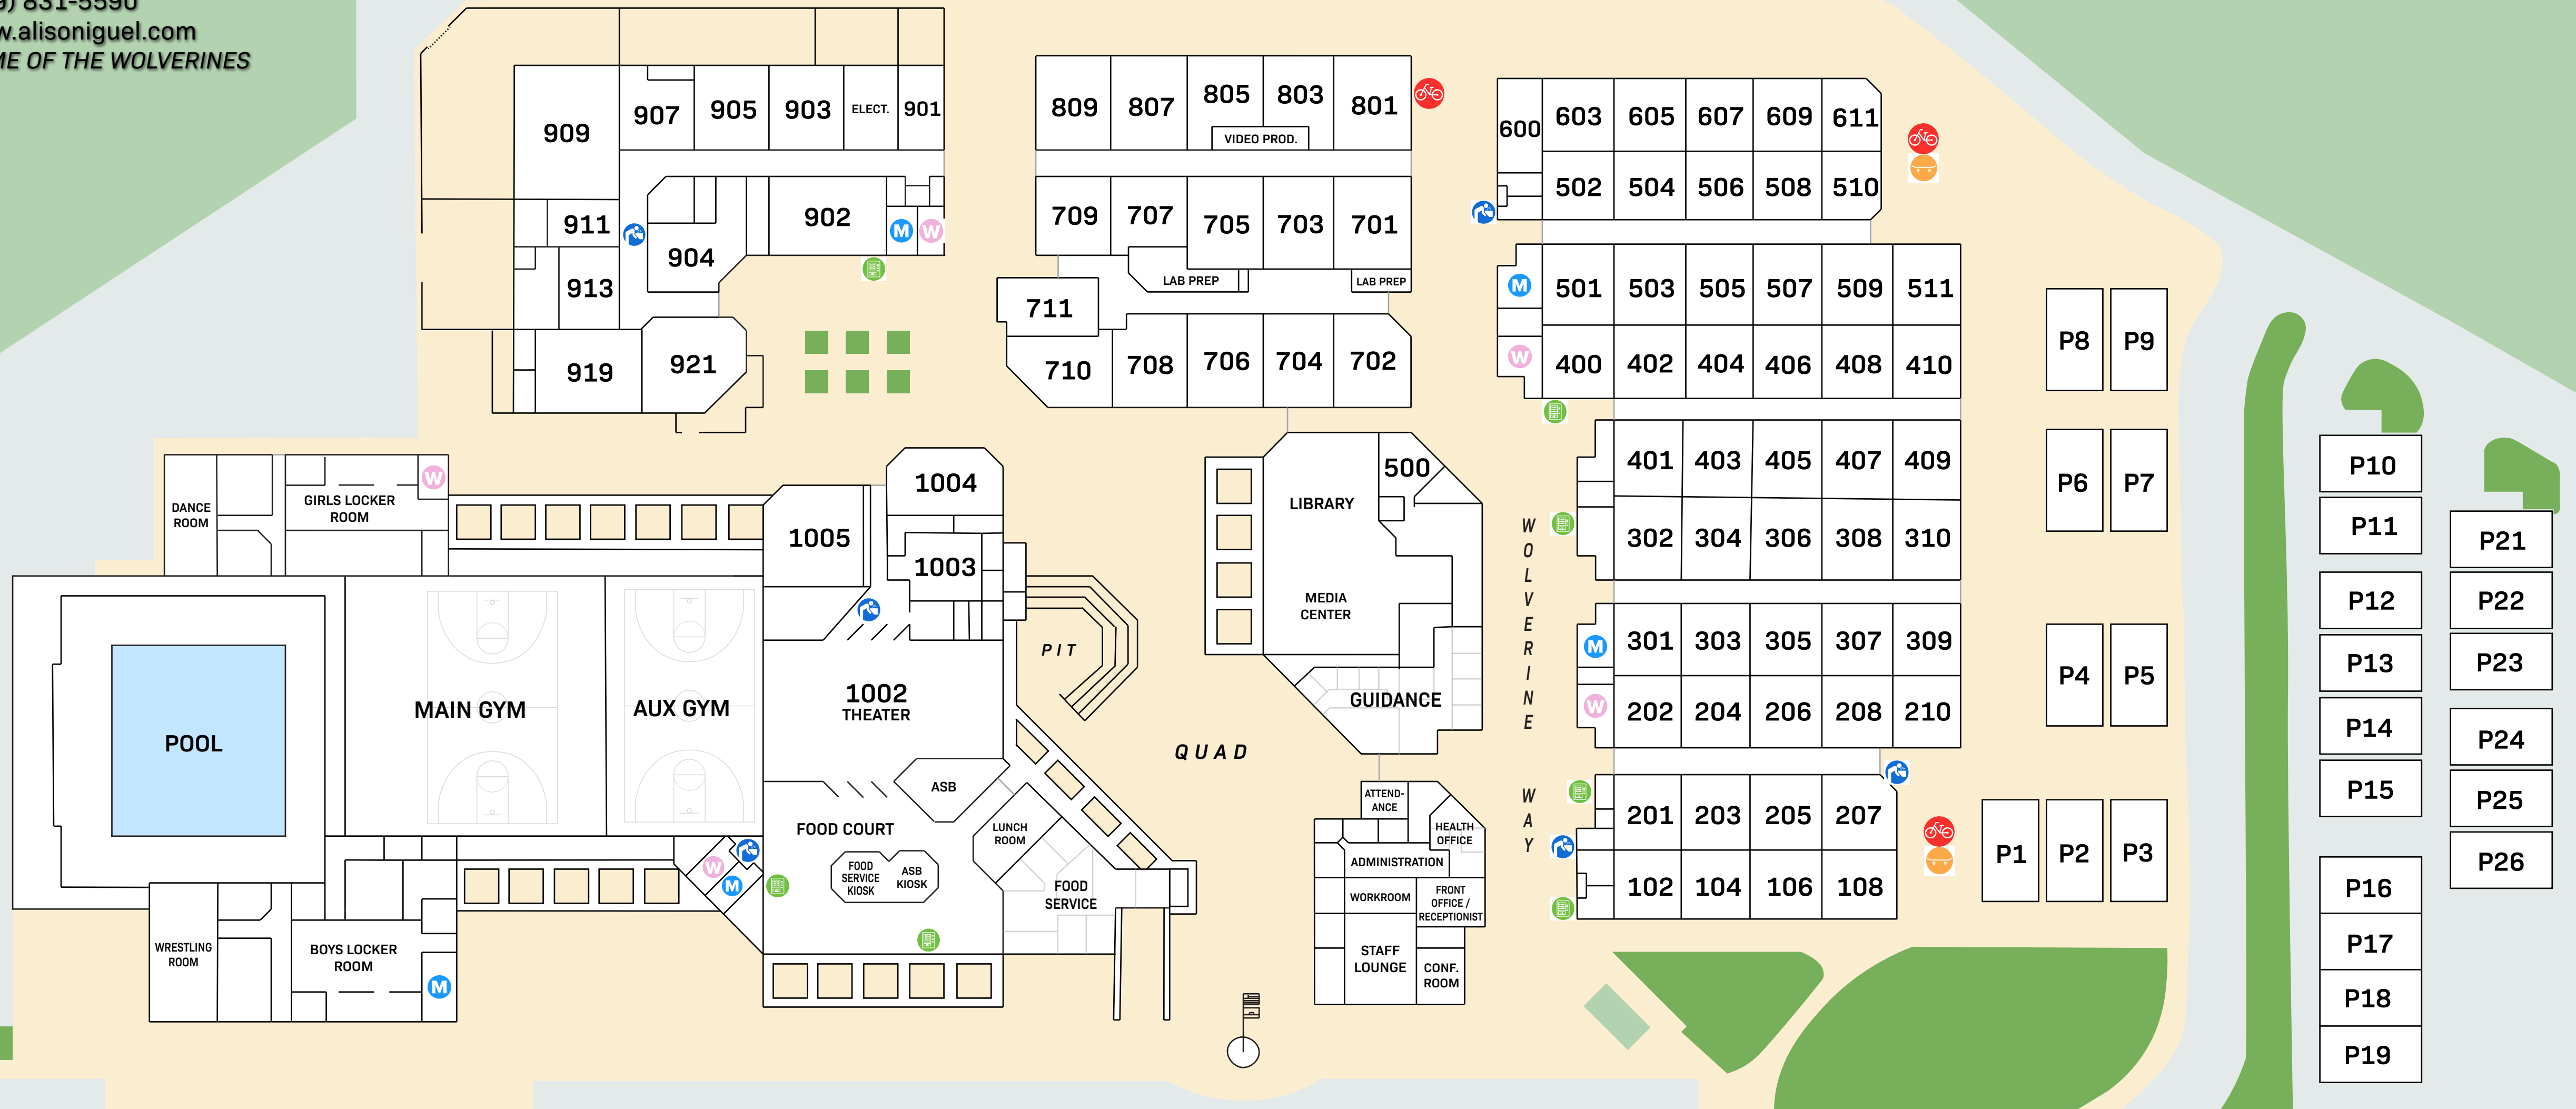 9) 831-5590
w.alisoniguel.com
ME OF THE WOLVERINES
909
907
905
903
ELECT.
901
911
904
902
M
W
913
919
921
809
807
805
803
801
VIDEO PROD.
709
707
705
703
701
LAB PREP
LAB PREP
711
710
708
706
704
702
600
603
605
607
609
611
502
504
506
508
510
M
501
503
505
507
509
511
W
400
402
404
406
408
410
401
403
405
407
409
302
304
306
308
310
M
301
303
305
307
309
W
202
204
206
208
210
201
203
205
207
102
104
106
108
WOLVERINE
WAY
P8
P9
P6
P7
P4
P5
P1
P2
P3
P10
P11
P12
P13
P14
P15
P16
P17
P18
P19
P21
P22
P23
P24
P25
P26
DANCE
ROOM
GIRLS LOCKER
ROOM
W
POOL
MAIN GYM
AUX GYM
WRESTLING
ROOM
BOYS LOCKER
ROOM
M
1004
1005
1003
1002
THEATER
PIT
QUAD
ASB
FOOD COURT
LUNCH
ROOM
W
M
FOOD
SERVICE
KIOSK
ASB
KIOSK
FOOD
SERVICE
LIBRARY
500
MEDIA
CENTER
GUIDANCE
ATTEND-
ANCE
HEALTH
OFFICE
ADMINISTRATION
WORKROOM
FRONT
OFFICE /
RECEPTIONIST
STAFF
LOUNGE
CONF.
ROOM